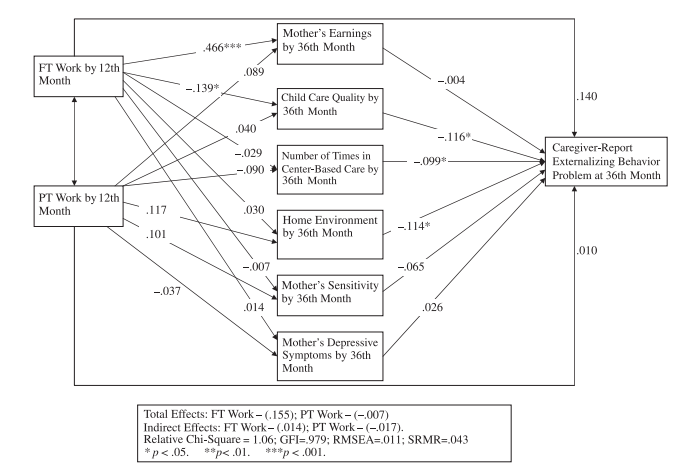 Mother's Earnings
by 36th Month
FT Work by 12th
Month
.466***
.089
–.004
.140
–.139*
Child Care Quality by
36th Month
.040
–.116*
–.029
Number of Times in
Center-Based Care by
36th Month
–.090
–.099*
Caregiver-Report
Externalizing Behavior
Problem at 36th Month
PT Work by 12th
Month
.117
.030
Home Environment
by 36th Month
–.114*
.101
.010
–.007
Mother's Sensitivity
by 36th Month
–.065
–.037
.014
.026
Mother's Depressive
Symptoms by 36th
Month
Total Effects: FT Work – (.155); PT Work – (–.007)
Indirect Effects: FT Work – (.014); PT Work – (–.017).
Relative Chi-Square = 1.06; GFI=.979; RMSEA=.011; SRMR=.043
* p < .05. **p< .01. ***p < .001.